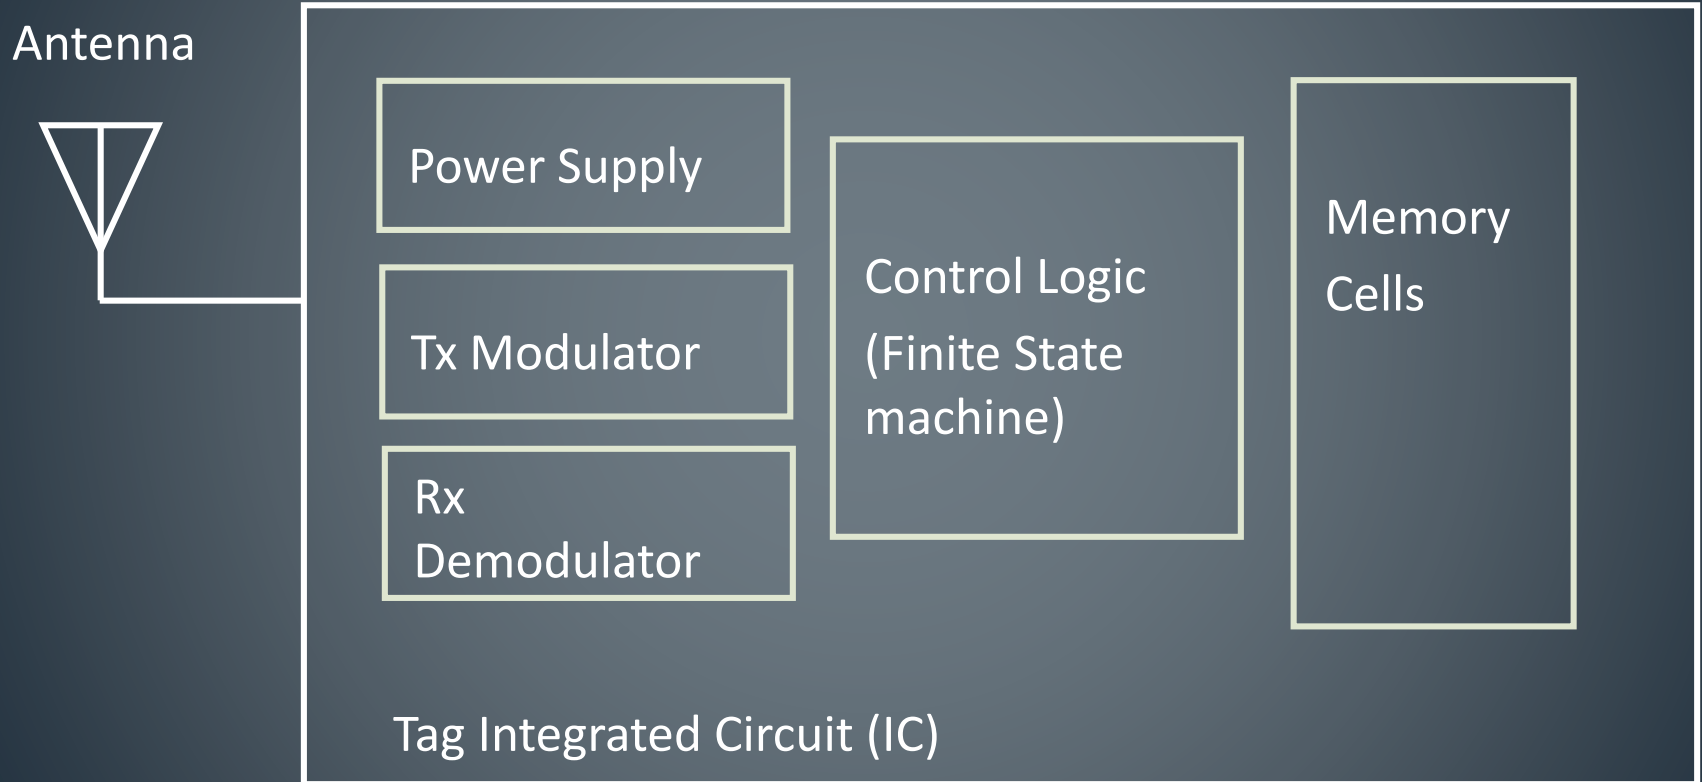 Antenna
Power Supply
Tx Modulator
Rx
Demodulator
Control Logic
(Finite State
machine)
Memory
Cells
Tag Integrated Circuit (IC)